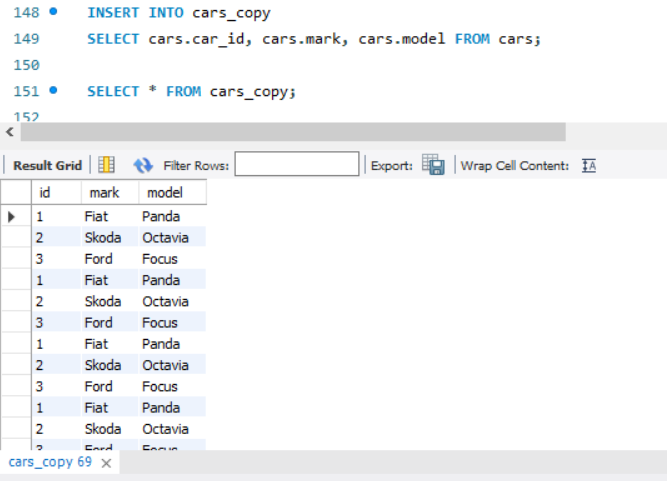 148 INSERT INTO cars_copy
149 SELECT cars.car_id, cars.mark, cars.model FROM cars;
150
151 SELECT * FROM cars_copy;
152
Result Grid Filter Rows: Export: Wrap Cell Content:
id mark model
1 Fiat Panda
2 Skoda Octavia
3 Ford Focus
1 Fiat Panda
2 Skoda Octavia
3 Ford Focus
1 Fiat Panda
2 Skoda Octavia
3 Ford Focus
1 Fiat Panda
2 Skoda Octavia
3 Ford Focus
cars_copy 69